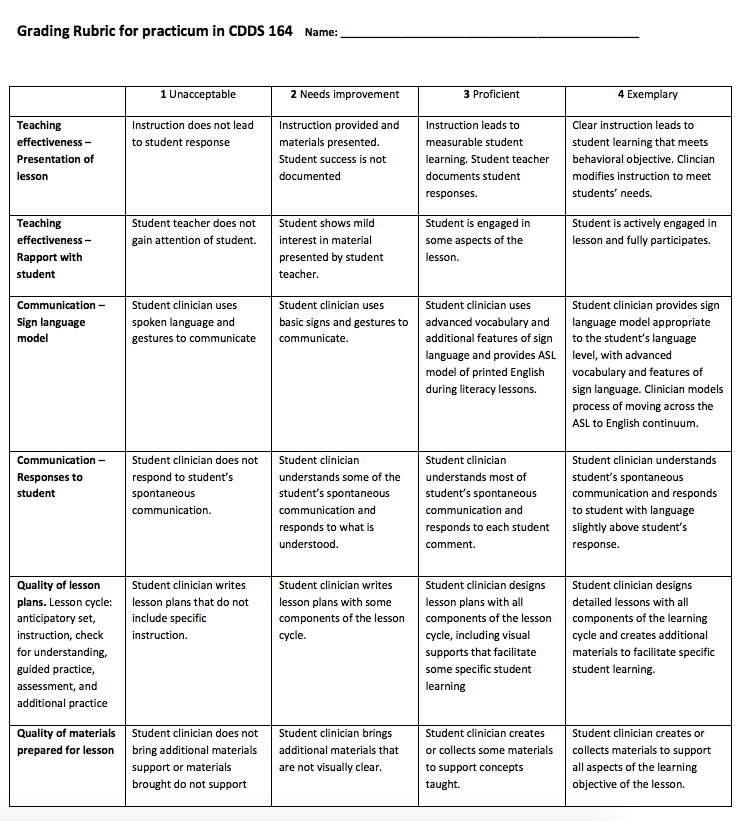 Grading Rubric for practicum in CDDS 164 Name:
1 Unacceptable
2 Needs improvement
3 Proficient
4 Exemplary
Teaching
effectiveness –
Presentation of
lesson
Instruction does not lead
to student response
Instruction provided and
materials presented.
Student success is not
documented
Instruction leads to
measurable student
learning. Student teacher
documents student
responses.
Clear instruction leads to
student learning that meets
behavioral objective. Clincian
modifies instruction to meet
students' needs.
Teaching
effectiveness –
Rapport with
student
Student teacher does not
gain attention of student.
Student shows mild
interest in material
presented by student
teacher.
Student is engaged in
some aspects of the
lesson.
Student is actively engaged in
lesson and fully participates.
Communication –
Sign language
model
Student clinician uses
spoken language and
gestures to communicate
Student clinician uses
basic signs and gestures to
communicate.
Student clinician uses
advanced vocabulary and
additional features of sign
language and provides ASL
model of printed English
during literacy lessons.
Student clinician provides sign
language model appropriate
to the student's language
level, with advanced
vocabulary and features of
sign language. Clinician models
process of moving across the
ASL to English continuum.
Communication –
Responses to
student
Student clinician does not
respond to student's
spontaneous
communication.
Student clinician
understands some of the
student's spontaneous
communication and
responds to what is
understood.
Student clinician
understands most of
student's spontaneous
communication and
responds to each student
comment.
Student clinician understands
student's spontaneous
communication and responds
to student with language
slightly above student's
response.
Quality of lesson
plans. Lesson cycle:
anticipatory set,
instruction, check
for understanding,
guided practice,
assessment, and
additional practice
Student clinician writes
lesson plans that do not
include specific
instruction.
Student clinician writes
lesson plans with some
components of the lesson
cycle.
Student clinician designs
lesson plans with all
components of the lesson
cycle, including visual
supports that facilitate
some specific student
learning
Student clinician designs
detailed lessons with all
components of the learning
cycle and creates additional
materials to facilitate specific
student learning.
Quality of materials
prepared for lesson
Student clinician does not
bring additional materials
support or materials
brought do not support
Student clinician brings
additional materials that
are not visually clear.
Student clinician creates
or collects some materials
to support concepts
taught.
Student clinician creates or
collects materials to support
all aspects of the learning
objective of the lesson.